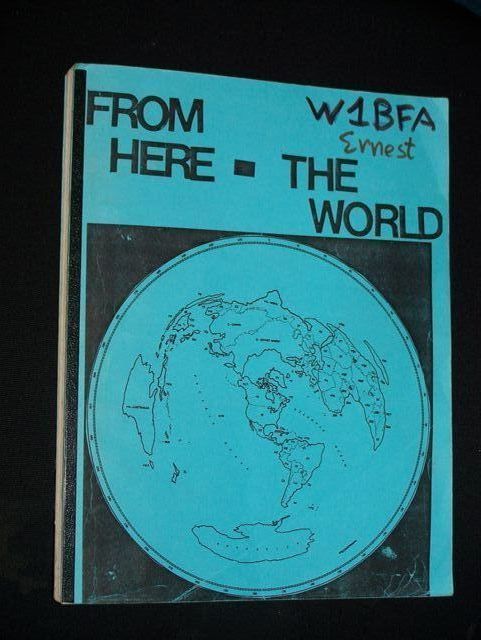 FROM
HERE ▪ THE
WORLD
W1BFA
Ernest